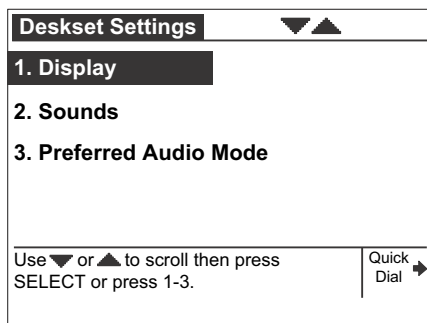 Deskset Settings ▼▲
1. Display
2. Sounds
3. Preferred Audio Mode
Use ▼ or ▲ to scroll then press
SELECT or press 1-3.
Quick
Dial